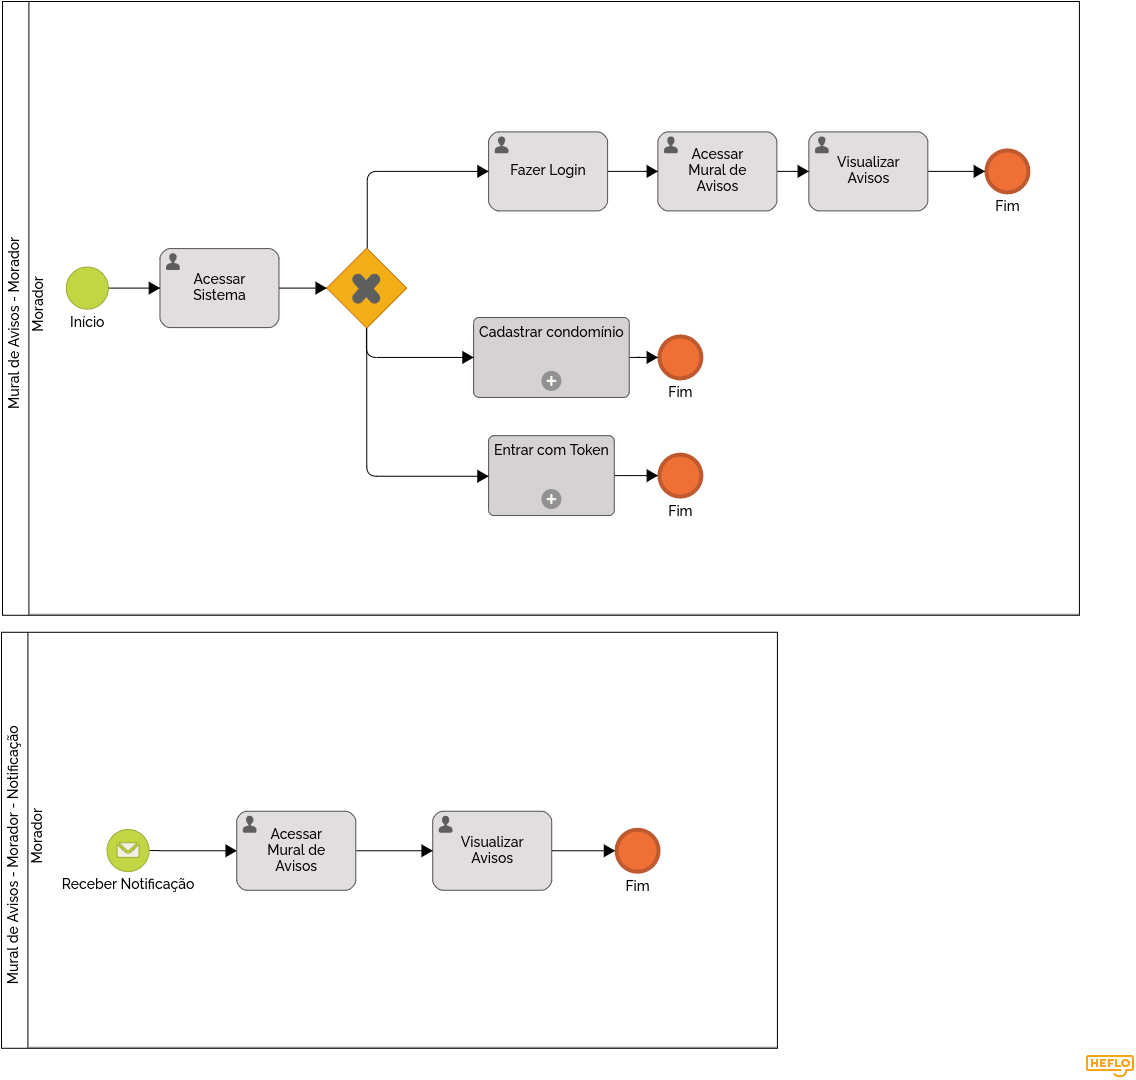 Mural de Avisos - Morador
Morador
Início
Acessar
Sistema
Fazer Login
Acessar
Mural de
Avisos
Visualizar
Avisos
Fim
Cadastrar condomínio
Fim
Entrar com Token
Fim
Mural de Avisos - Morador - Notificação
Morador
Receber Notificação
Acessar
Mural de
Avisos
Visualizar
Avisos
Fim
HEFLO